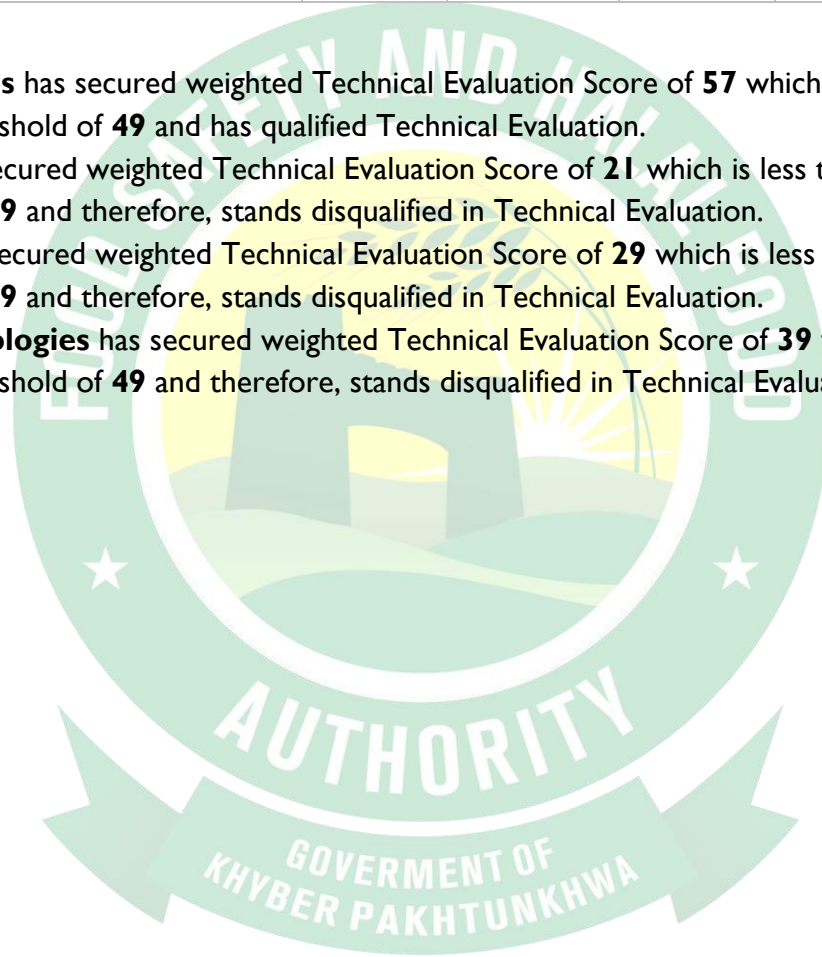 s has secured weighted Technical Evaluation Score of 57 which
shold of 49 and has qualified Technical Evaluation.
ecured weighted Technical Evaluation Score of 21 which is less t
9 and therefore, stands disqualified in Technical Evaluation.
ecured weighted Technical Evaluation Score of 29 which is less
9 and therefore, stands disqualified in Technical Evaluation.
ologies has secured weighted Technical Evaluation Score of 39
shold of 49 and therefore, stands disqualified in Technical Evalua
FOOD SAFETY AND HALAL FOOD
AUTHORITY
GOVERMENT OF
KHYBER PAKHTUNKHWA